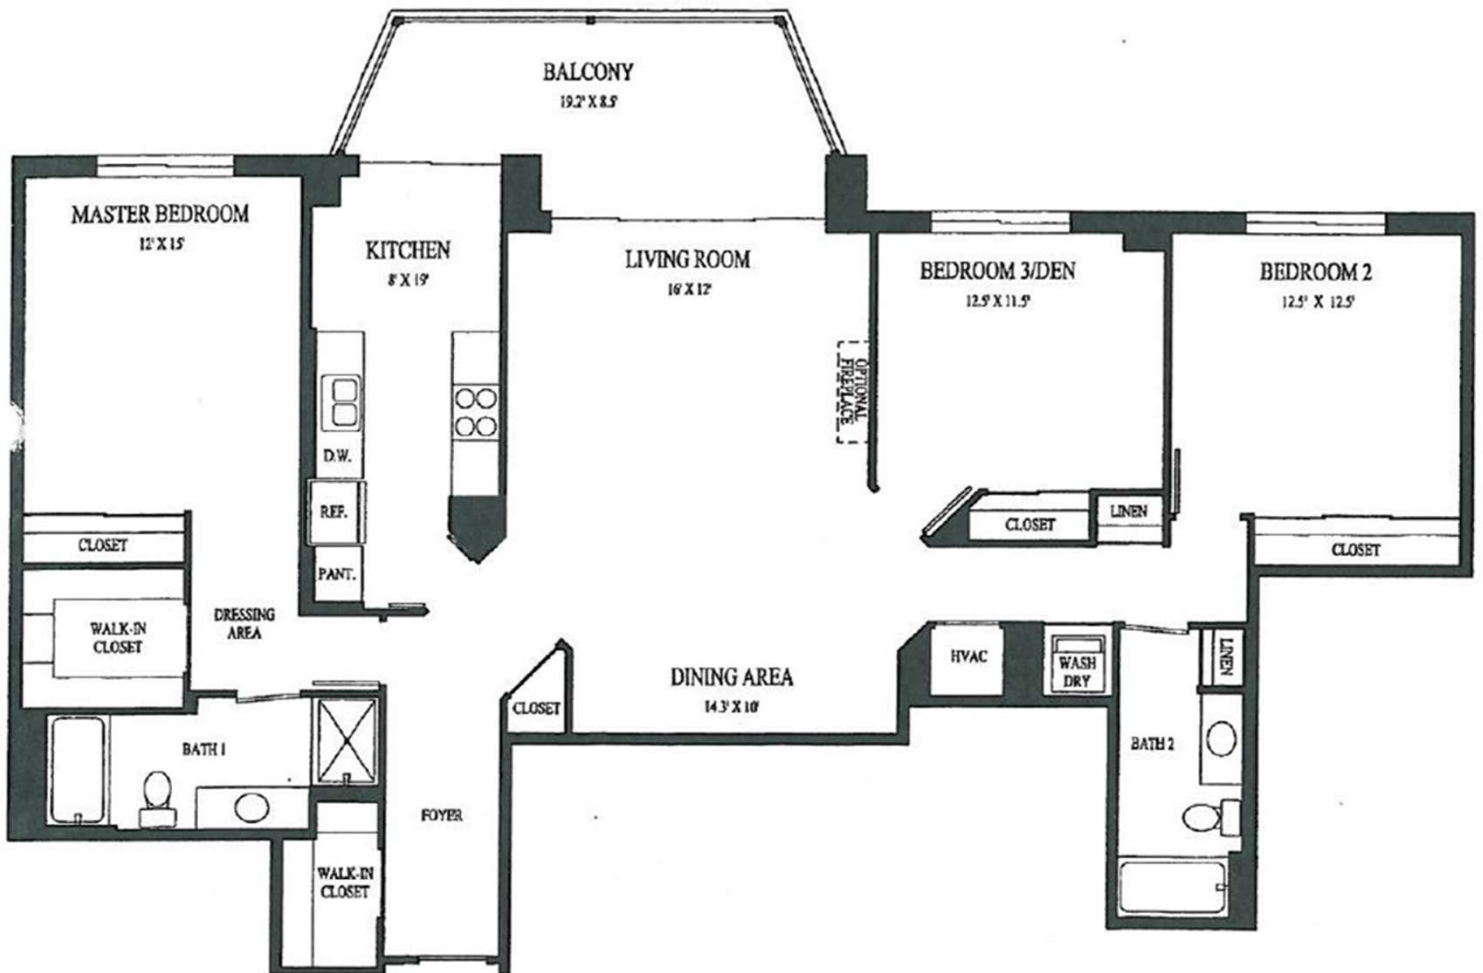 BALCONY
19.2' X 8.5'
MASTER BEDROOM
12' X 15'
KITCHEN
8' X 19'
LIVING ROOM
16' X 12'
BEDROOM 3/DEN
12.5' X 11.5'
BEDROOM 2
12.5' X 12.5'
OPTIONAL
FIREPLACE
D.W.
REF.
PANT.
CLOSET
CLOSET
LINEN
CLOSET
WALK-IN
CLOSET
DRESSING
AREA
HVAC
WASH
DRY
LINEN
DINING AREA
14.3' X 10'
CLOSET
BATH 1
BATH 2
FOYER
WALK-IN
CLOSET